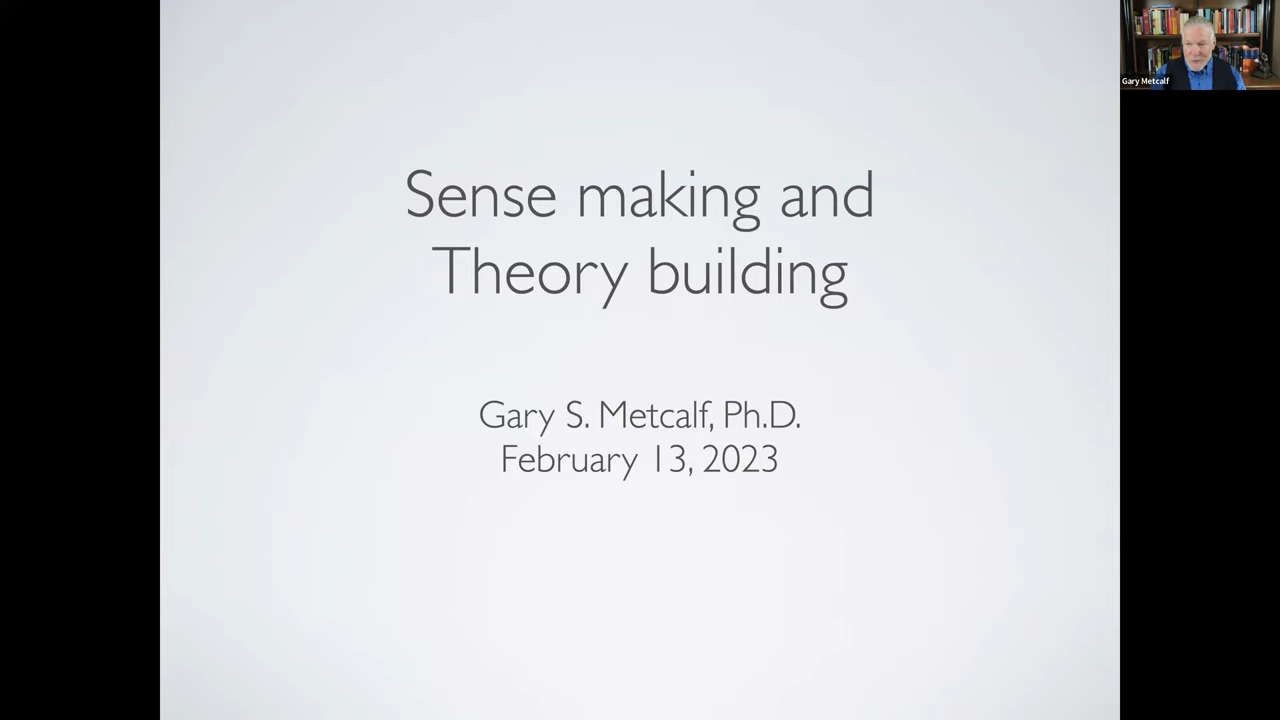 Sense making and
Theory building
Gary S. Metcalf, Ph.D.
February 13, 2023
Gary Metcalf